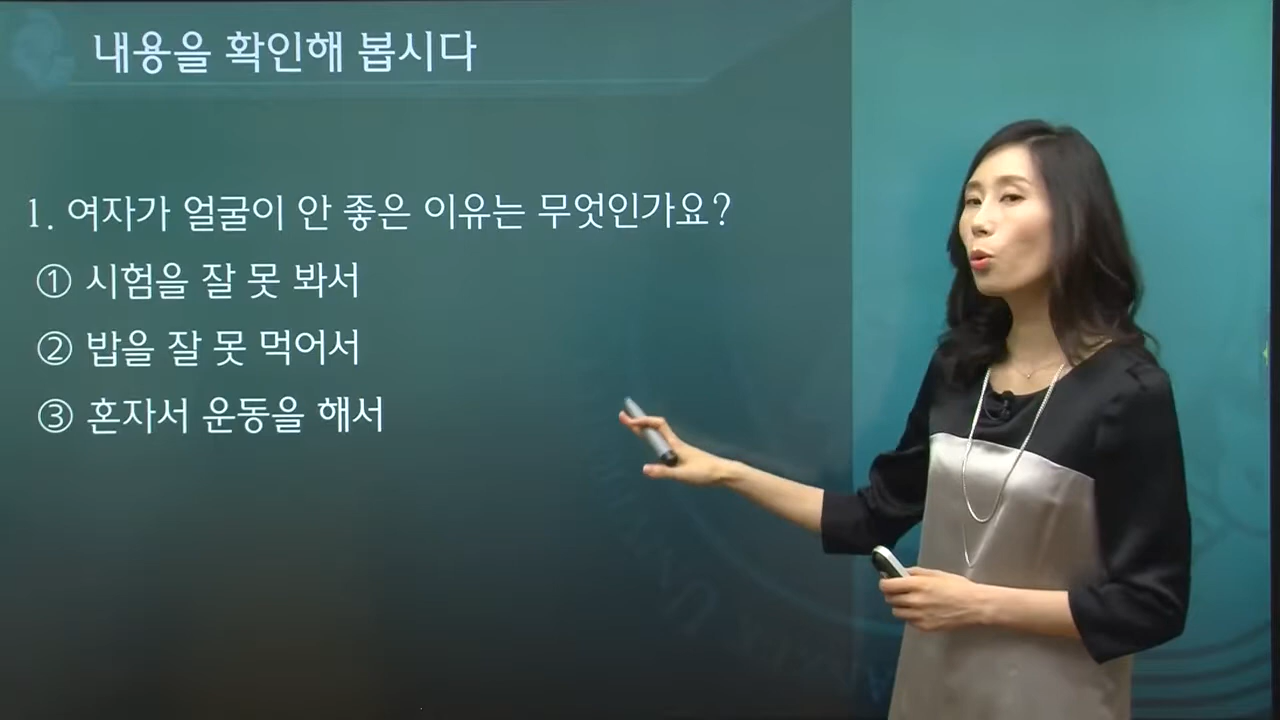 내용을 확인해 봅시다
1. 여자가 얼굴이 안 좋은 이유는 무엇인가요?
① 시험을 잘 못 봐서
② 밥을 잘 못 먹어서
③ 혼자서 운동을 해서